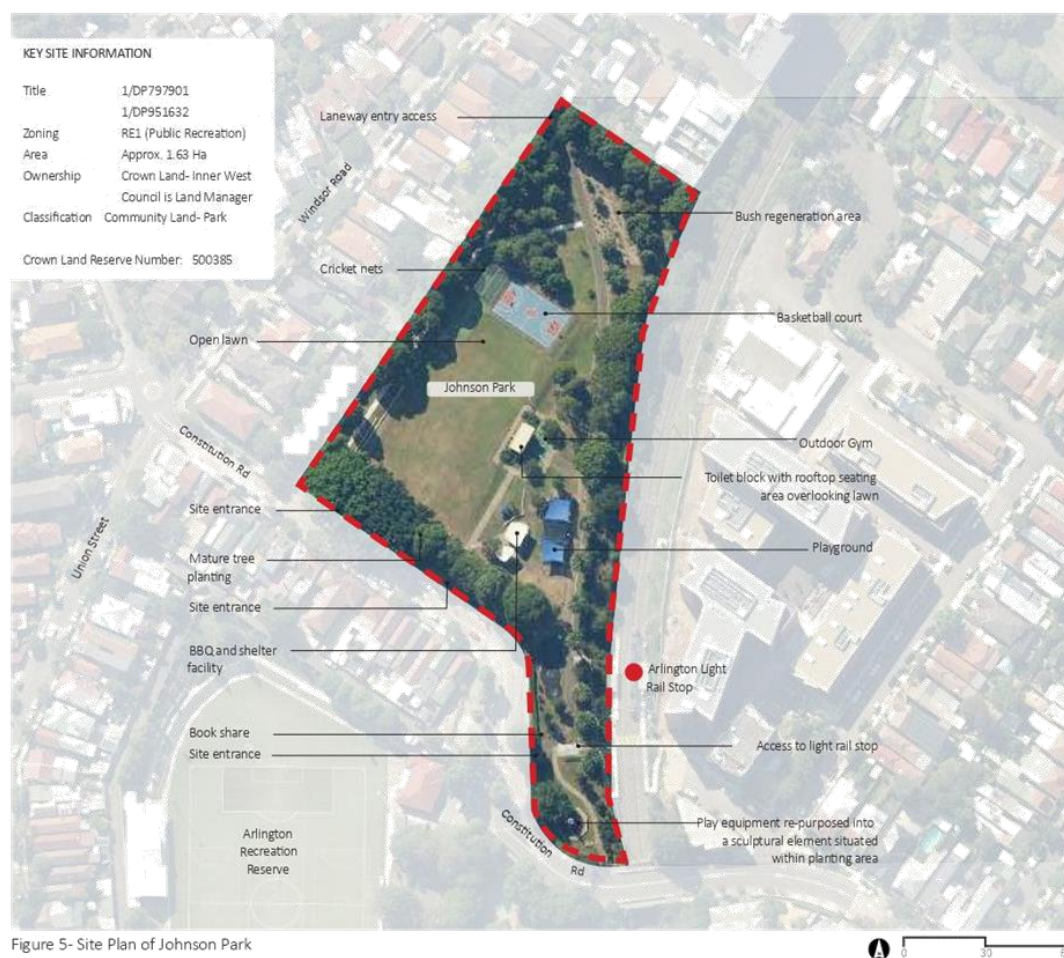 KEY SITE INFORMATION
Title 1/DP797901
1/DP951632
Zoning RE1 (Public Recreation)
Area Approx. 1.63 Ha
Ownership Crown Land- Inner West
Council is Land Manager
Classification Community Land- Park
Crown Land Reserve Number: 500385
Laneway entry access
Windsor Road
Bush regeneration area
Cricket nets
Basketball court
Open lawn
Johnson Park
Constitution Rd
Outdoor Gym
Toilet block with rooftop seating
area overlooking lawn
Site entrance
Union Street
Mature tree
planting
Playground
Site entrance
BBQ and shelter
facility
Arlington Light
Rail Stop
Book share
Site entrance
Access to light rail stop
Constitution
Rd
Play equipment re-purposed into
a sculptural element situated
within planting area
Arlington
Recreation
Reserve
Figure 5- Site Plan of Johnson Park
0 30